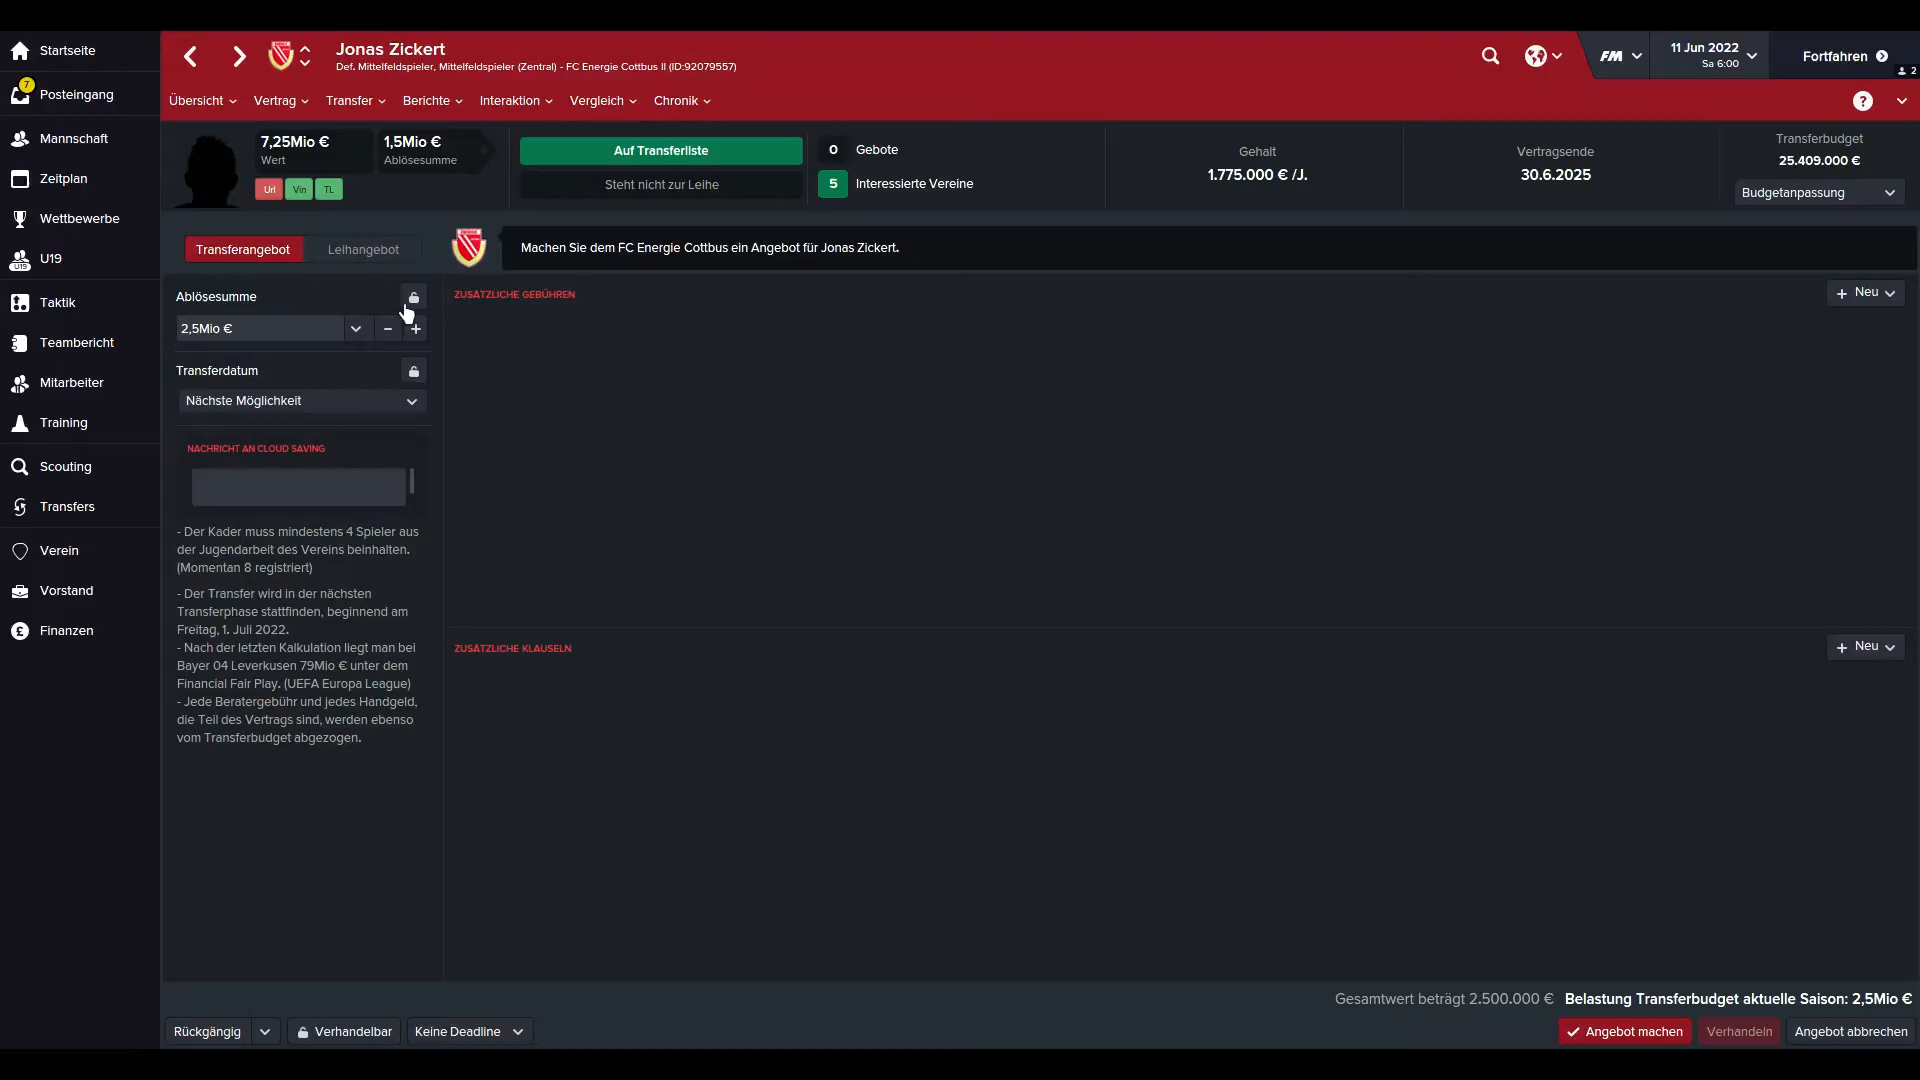 Startseite
7
Posteingang
Mannschaft
Zeitplan
Wettbewerbe
U19
U19
Taktik
Teambericht
Mitarbeiter
Training
Scouting
Transfers
Verein
Vorstand
£
Finanzen
Jonas Zickert
Def. Mittelfeldspieler, Mittelfeldspieler (Zentral) - FC Energie Cottbus II (ID:92079557)
FM
11 Jun 2022
Sa 6:00
Fortfahren
2
Übersicht
Vertrag
Transfer
Berichte
Interaktion
Vergleich
Chronik
?
7,25Mio €
Wert
1,5Mio €
Ablösesumme
Url
Vin
TL
Auf Transferliste
Steht nicht zur Leihe
0 Gebote
5 Interessierte Vereine
Gehalt
1.775.000 € /J.
Vertragsende
30.6.2025
Transferbudget
25.409.000 €
Budgetanpassung
Transferangebot
Leihangebot
Machen Sie dem FC Energie Cottbus ein Angebot für Jonas Zickert.
Ablösesumme
2,5Mio €
Transferdatum
Nächste Möglichkeit
NACHRICHT AN CLOUD SAVING
- Der Kader muss mindestens 4 Spieler aus
der Jugendarbeit des Vereins beinhalten.
(Momentan 8 registriert)
- Der Transfer wird in der nächsten
Transferphase stattfinden, beginnend am
Freitag, 1. Juli 2022.
- Nach der letzten Kalkulation liegt man bei
Bayer 04 Leverkusen 79Mio € unter dem
Financial Fair Play. (UEFA Europa League)
- Jede Beratergebühr und jedes Handgeld,
die Teil des Vertrags sind, werden ebenso
vom Transferbudget abgezogen.
ZUSÄTZLICHE GEBÜHREN
Neu
ZUSÄTZLICHE KLAUSELN
Neu
Gesamtwert beträgt 2.500.000 € Belastung Transferbudget aktuelle Saison: 2,5Mio €
Rückgängig
Verhandelbar
Keine Deadline
Angebot machen
Verhandeln
Angebot abbrechen